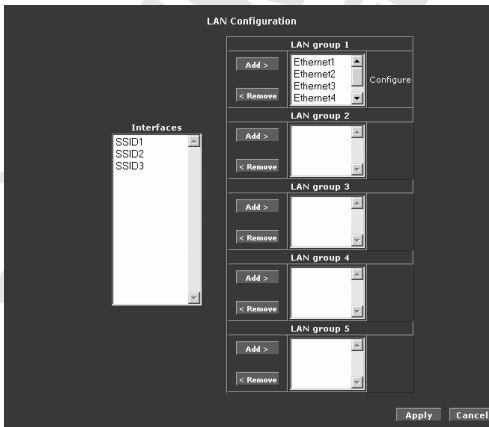 LAN Configuration
LAN group 1
Add >
< Remove
Ethernet1
Ethernet2
Ethernet3
Ethernet4
Configure
LAN group 2
Add >
< Remove
Interfaces
SSID1
SSID2
SSID3
LAN group 3
Add >
< Remove
LAN group 4
Add >
< Remove
LAN group 5
Add >
< Remove
Apply
Cancel